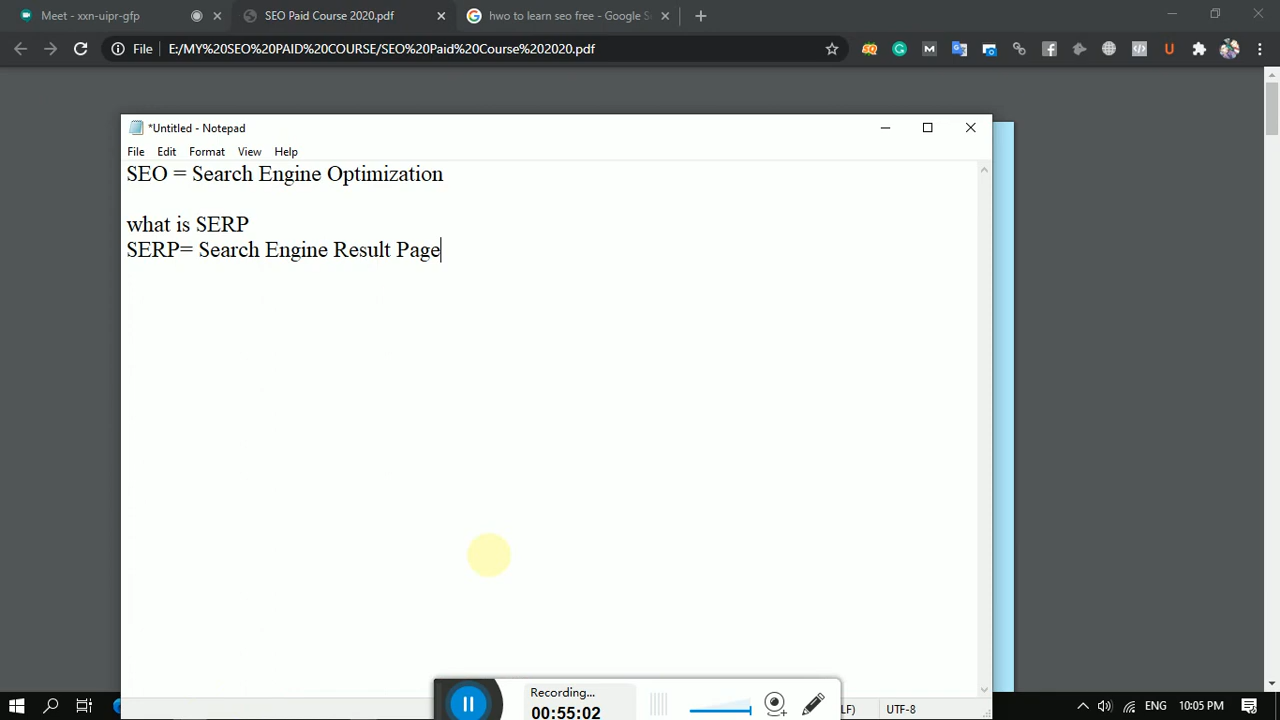 Meet - xxn-uipr-gfp
SEO Paid Course 2020.pdf
hwo to learn seo free - Google S
File
E:/MY%20SEO%20PAID%20COURSE/SEO%20Paid%20Course%202020.pdf
*Untitled - Notepad
File Edit Format View Help
SEO = Search Engine Optimization
what is SERP
SERP= Search Engine Result Page
Recording...
00:55:02
LF)
UTF-8
ENG
10:05 PM